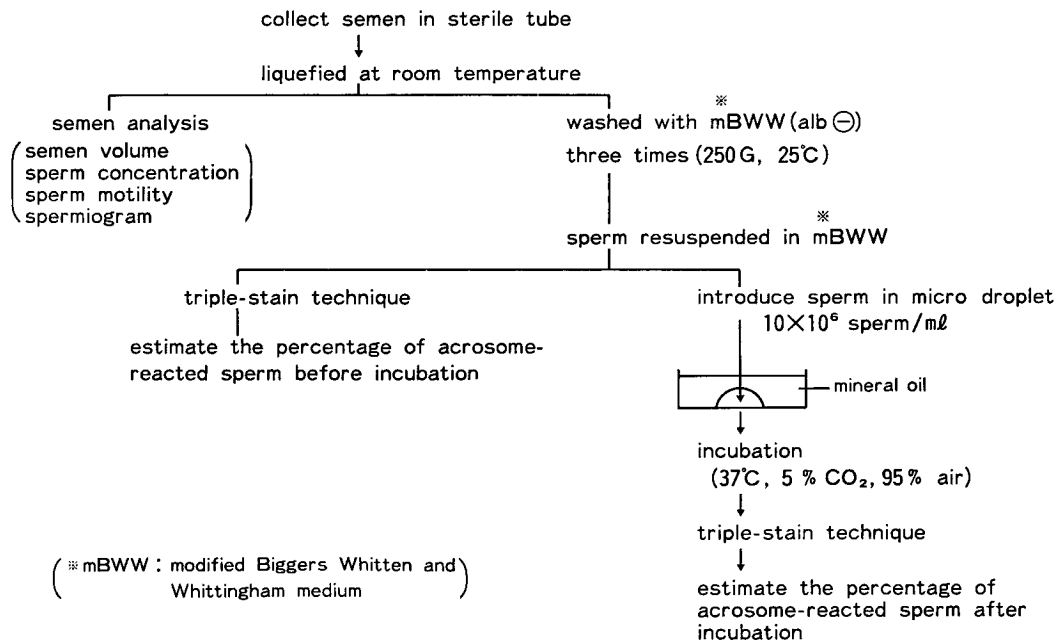 collect semen in sterile tube
liquefied at room temperature
semen analysis
semen volume
sperm concentration
sperm motility
spermiogram
※
washed with mBWW (alb ⊖)
three times (250G, 25℃)
※
sperm resuspended in mBWW
triple-stain technique
estimate the percentage of acrosome-
reacted sperm before incubation
introduce sperm in micro droplet
10×10⁶ sperm/mℓ
mineral oil
incubation
(37℃, 5 % CO₂, 95% air)
triple-stain technique
estimate the percentage of
acrosome-reacted sperm after
incubation
(※mBWW : modified Biggers Whitten and
Whittingham medium)